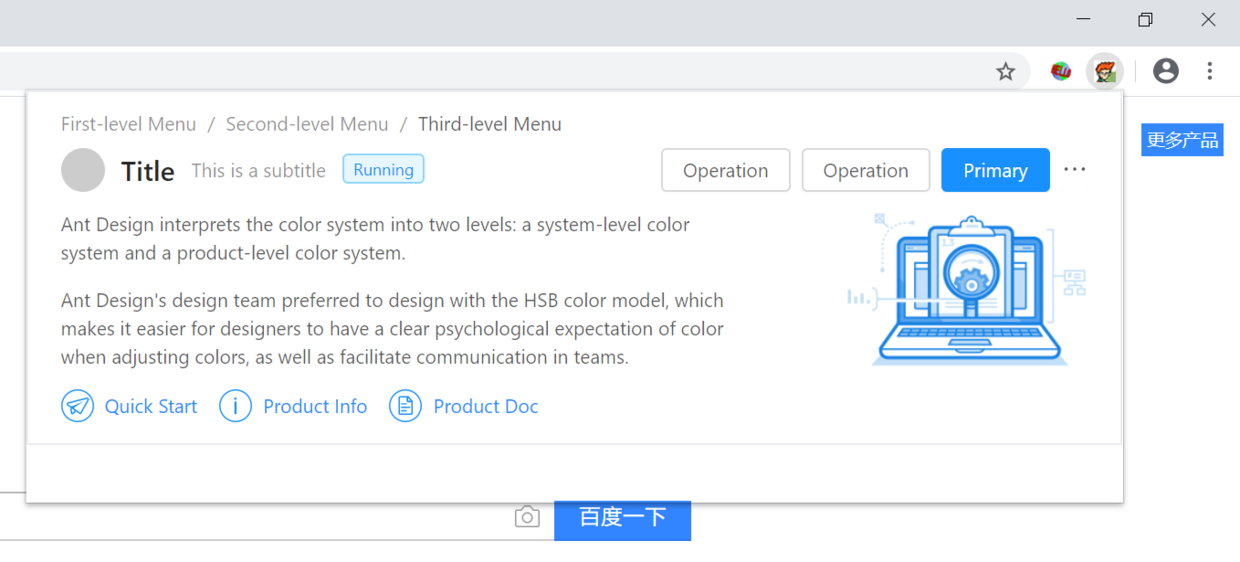 更多产品
First-level Menu / Second-level Menu / Third-level Menu
Title This is a subtitle Running Operation Operation Primary ···
Ant Design interprets the color system into two levels: a system-level color
system and a product-level color system.
Ant Design's design team preferred to design with the HSB color model, which
makes it easier for designers to have a clear psychological expectation of color
when adjusting colors, as well as facilitate communication in teams.
Quick Start Product Info Product Doc
百度一下